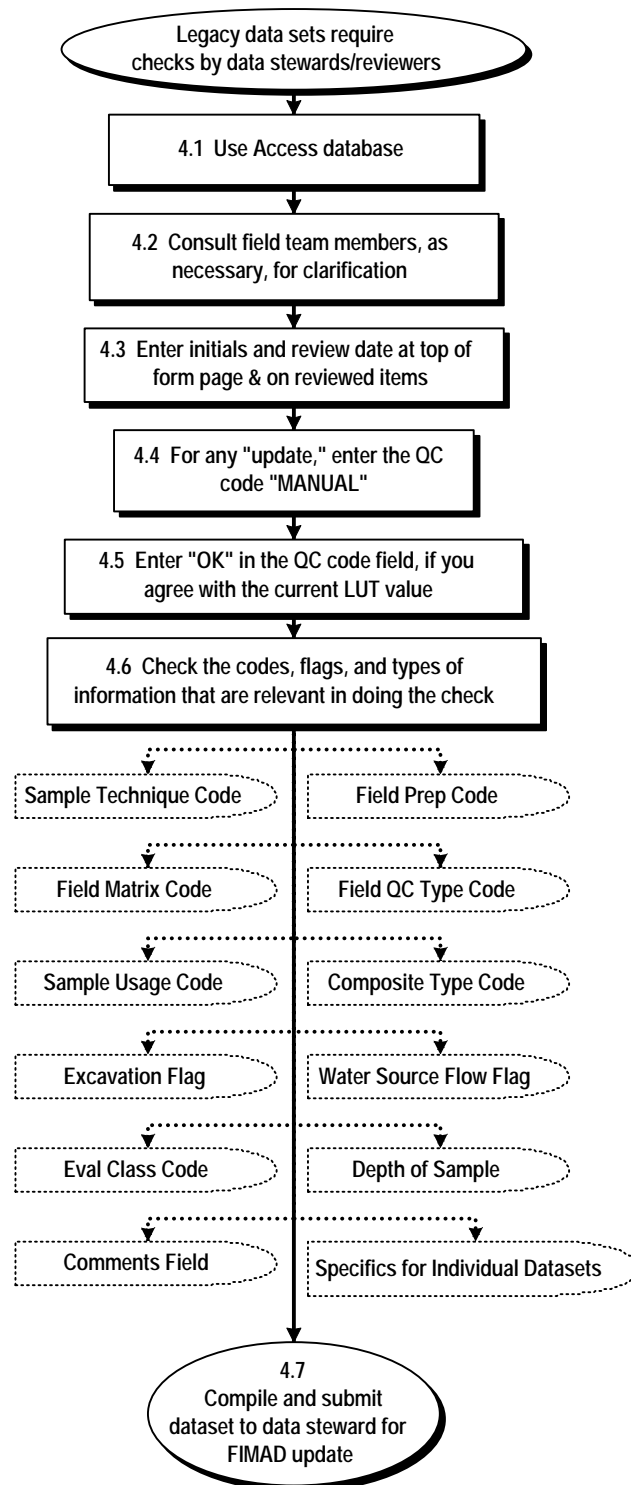 Legacy data sets require
checks by data stewards/reviewers
4.1 Use Access database
4.2 Consult field team members, as
necessary, for clarification
4.3 Enter initials and review date at top of
form page & on reviewed items
4.4 For any "update," enter the QC
code "MANUAL"
4.5 Enter "OK" in the QC code field, if you
agree with the current LUT value
4.6 Check the codes, flags, and types of
information that are relevant in doing the check
Sample Technique Code
Field Prep Code
Field Matrix Code
Field QC Type Code
Sample Usage Code
Composite Type Code
Excavation Flag
Water Source Flow Flag
Eval Class Code
Depth of Sample
Comments Field
Specifics for Individual Datasets
4.7
Compile and submit
dataset to data steward for
FIMAD update